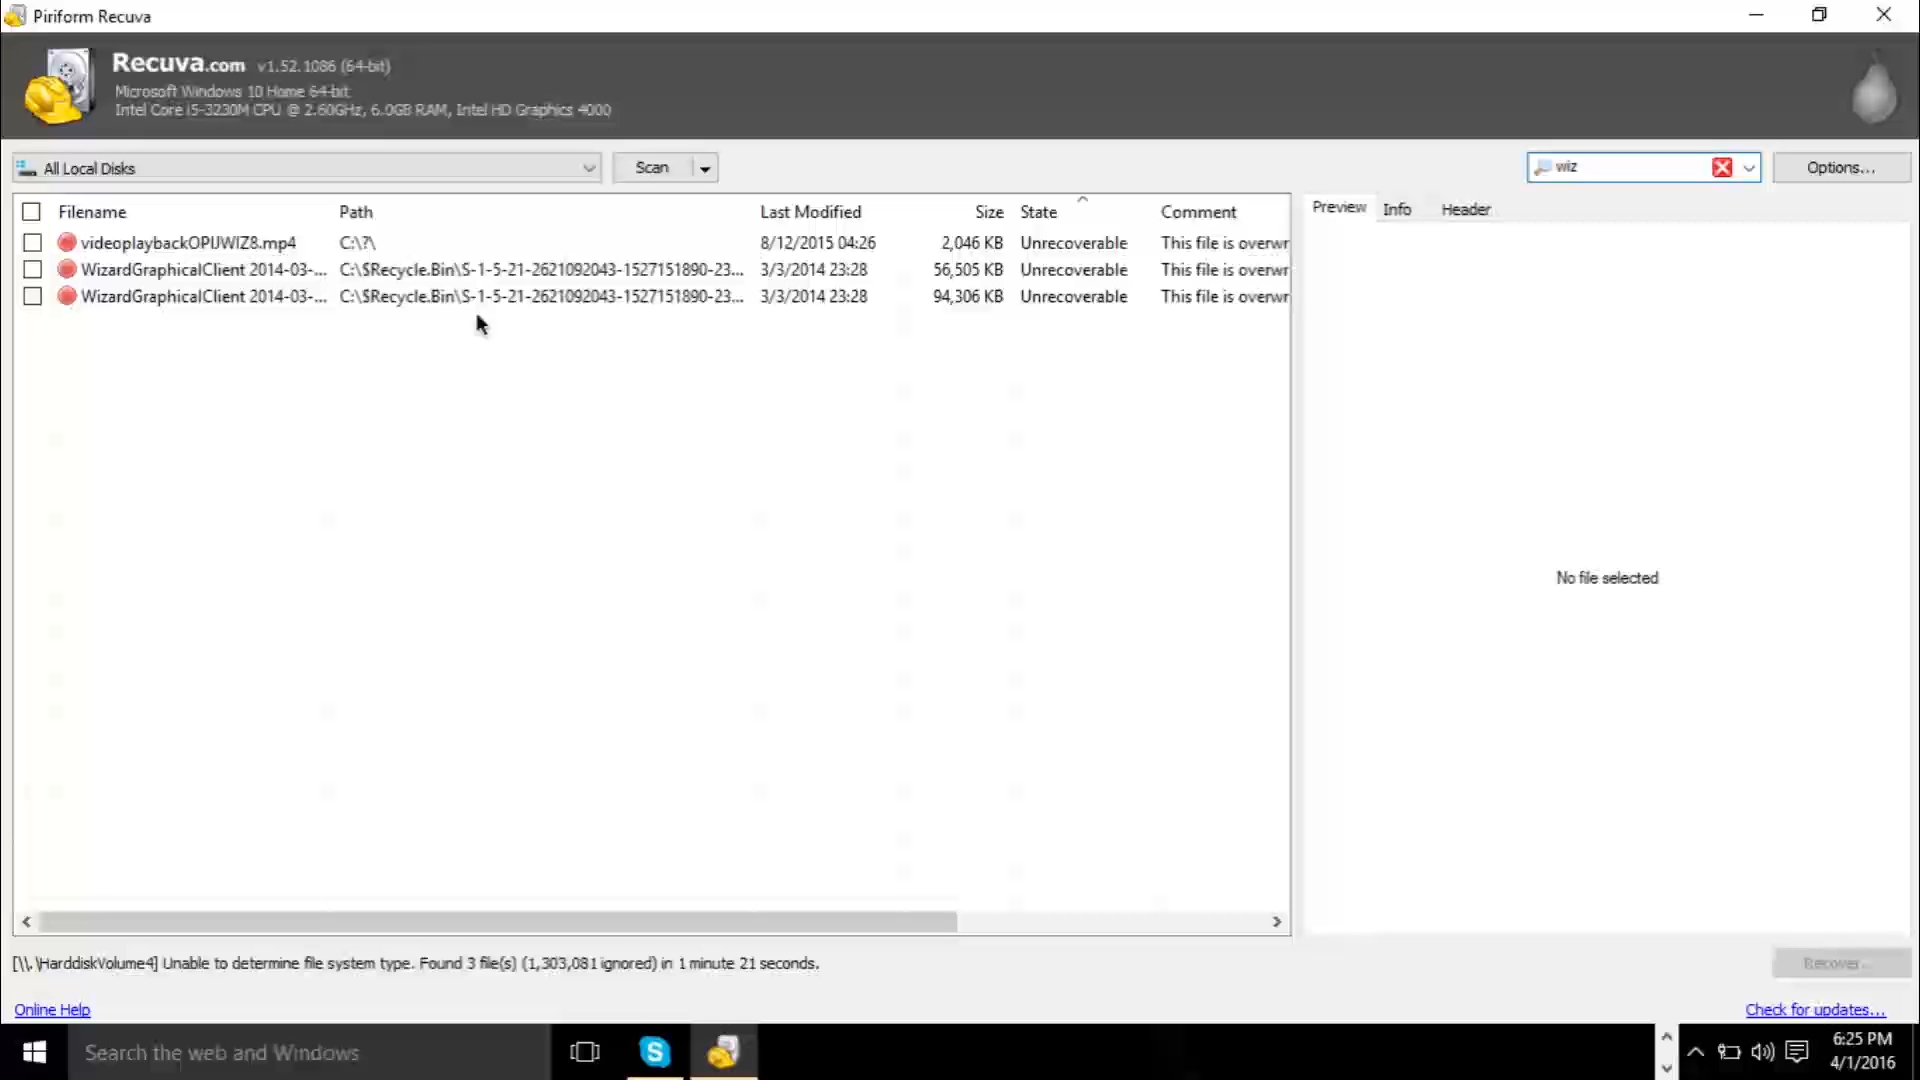 Piriform Recuva
Recuva.com v1.52.1086 (64-bit)
Microsoft Windows 10 Home 64-bit
Intel Core i5-3230M CPU @ 2.60GHz, 6.0GB RAM, Intel HD Graphics 4000
All Local Disks Scan wiz Options...
Filename Path Last Modified Size State Comment Preview Info Header
videoplaybackOPIJWIZ8.mp4 C:\?\ 8/12/2015 04:26 2,046 KB Unrecoverable This file is overwr
WizardGraphicalClient 2014-03-... C:\$Recycle.Bin\S-1-5-21-2621092043-1527151890-23... 3/3/2014 23:28 56,505 KB Unrecoverable This file is overwr
WizardGraphicalClient 2014-03-... C:\$Recycle.Bin\S-1-5-21-2621092043-1527151890-23... 3/3/2014 23:28 94,306 KB Unrecoverable This file is overwr
No file selected
[\\.\HarddiskVolume4] Unable to determine file system type. Found 3 file(s) (1,303,081 ignored) in 1 minute 21 seconds. Recover...
Online Help Check for updates...
Search the web and Windows 6:25 PM
4/1/2016